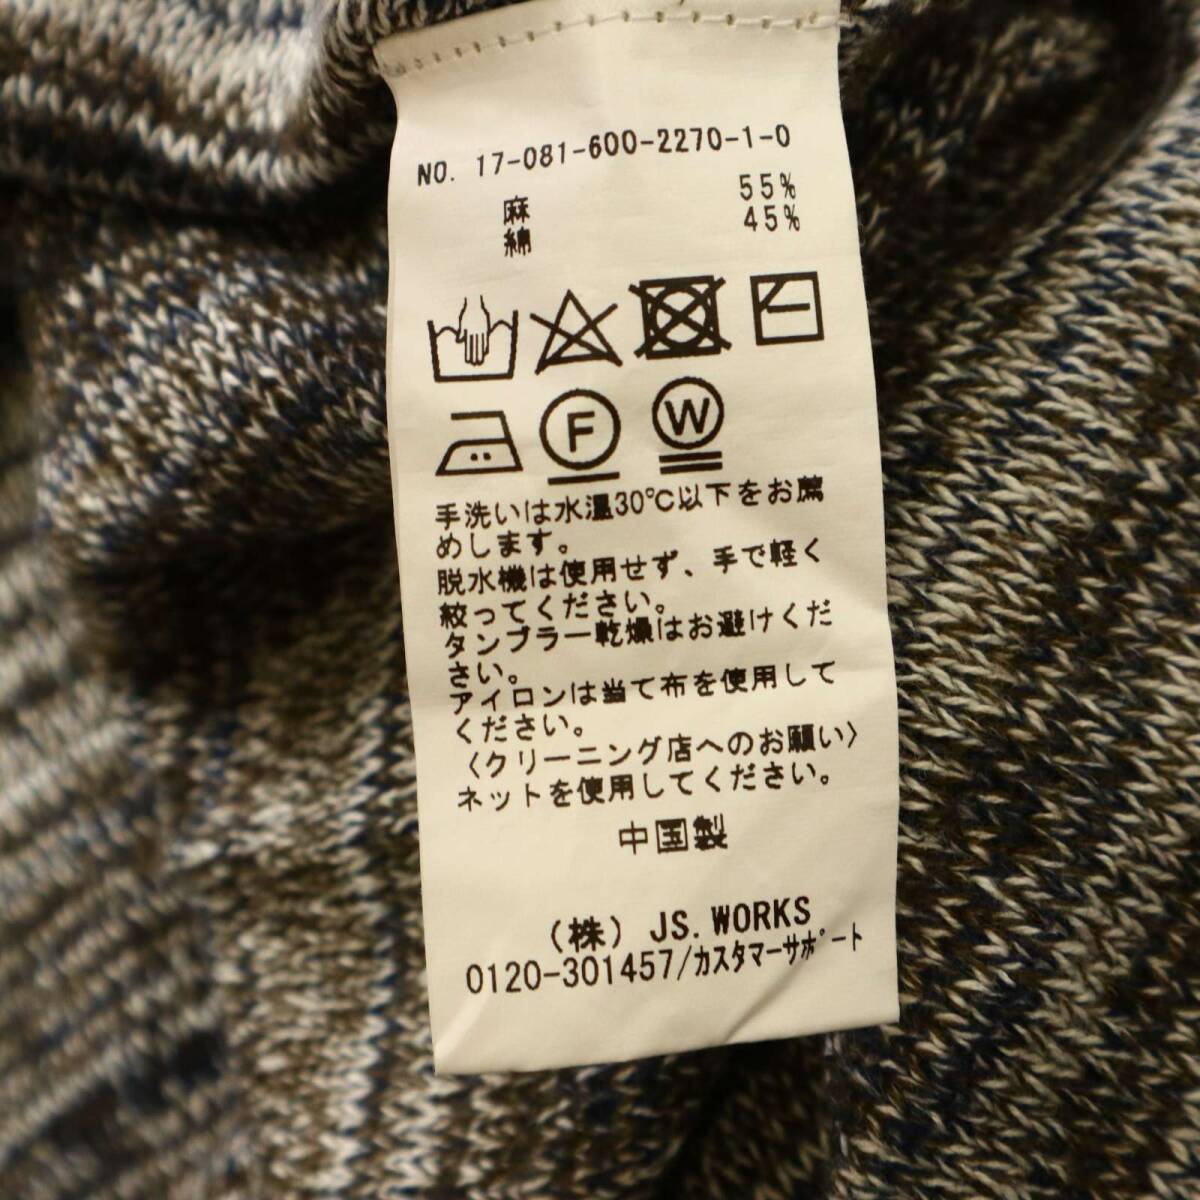 NO. 17-081-600-2270-1-0
麻 55%
綿 45%
F W
手洗いは水温30℃以下をお薦
めします。
脱水機は使用せず、手で軽く
絞ってください。
タンブラー乾燥はお避けくだ
さい。
アイロンは当て布を使用して
ください。
〈クリーニング店へのお願い〉
ネットを使用してください。
中国製
(株) JS.WORKS
0120-301457/カスタマーサポート